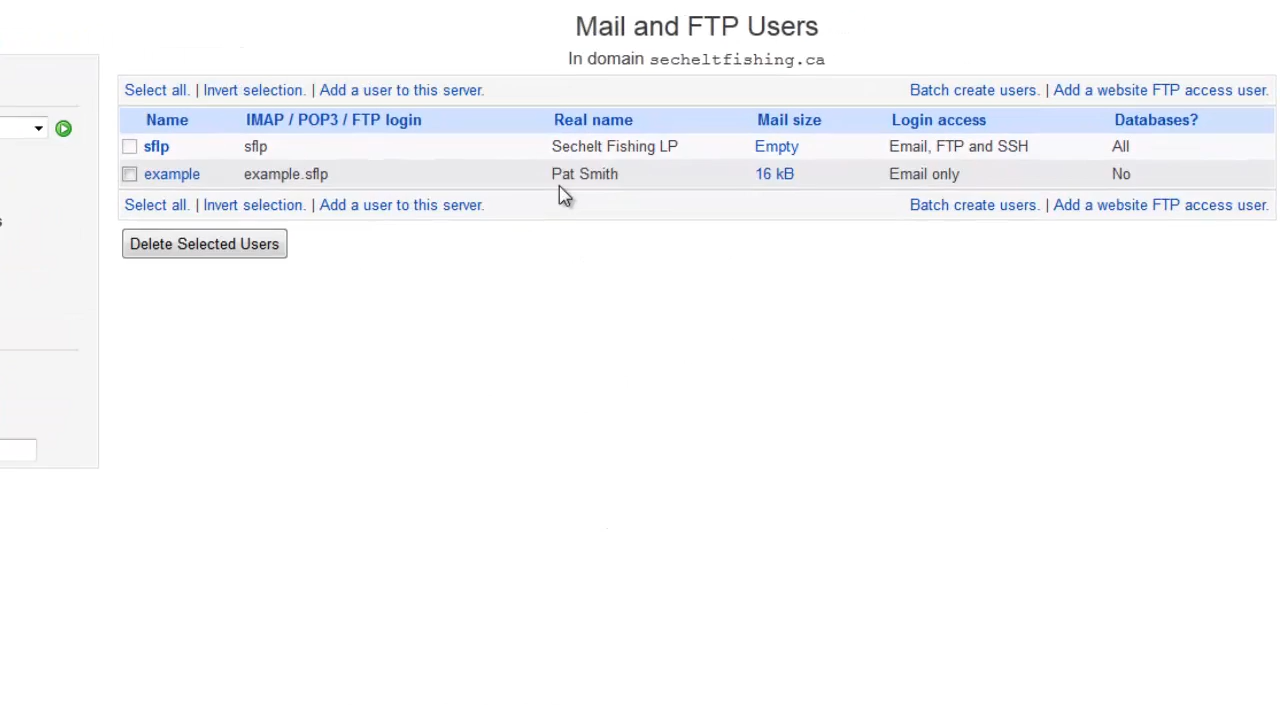 Mail and FTP Users
In domain secheltfishing.ca
Select all. | Invert selection. | Add a user to this server. Batch create users. | Add a website FTP access user.
Name IMAP / POP3 / FTP login Real name Mail size Login access Databases?
sflp sflp Sechelt Fishing LP Empty Email, FTP and SSH All
example example.sflp Pat Smith 16 kB Email only No
Select all. | Invert selection. | Add a user to this server. Batch create users. | Add a website FTP access user.
Delete Selected Users